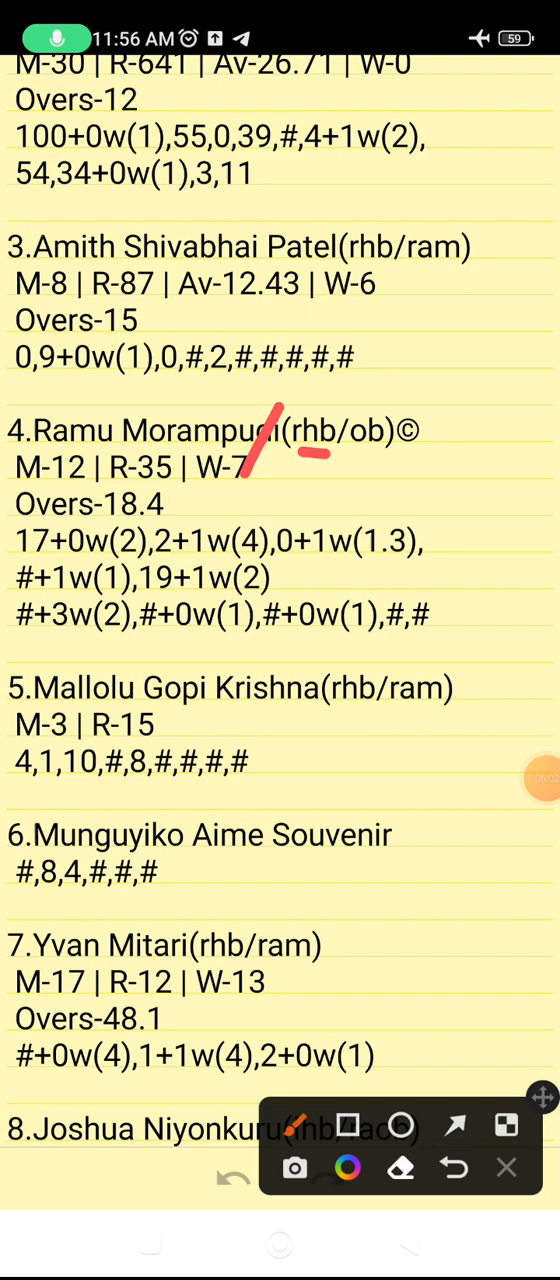 11:56 AM
59
M-30 | R-641 | Av-26.71 | W-0
Overs-12
100+0w(1),55,0,39,#,4+1w(2),
54,34+0w(1),3,11
3.Amith Shivabhai Patel(rhb/ram)
M-8 | R-87 | Av-12.43 | W-6
Overs-15
0,9+0w(1),0,#,2,#,#,#,#,#
4.Ramu Morampudi(rhb/ob)©
M-12 | R-35 | W-7
Overs-18.4
17+0w(2),2+1w(4),0+1w(1.3),
#+1w(1),19+1w(2)
#+3w(2),#+0w(1),#+0w(1),#,#
5.Mallolu Gopi Krishna(rhb/ram)
M-3 | R-15
4,1,10,#,8,#,#,#,#
06:02
6.Munguyiko Aime Souvenir
#,8,4,#,#,#
7.Yvan Mitari(rhb/ram)
M-17 | R-12 | W-13
Overs-48.1
#+0w(4),1+1w(4),2+0w(1)
8.Joshua Niyonkuru